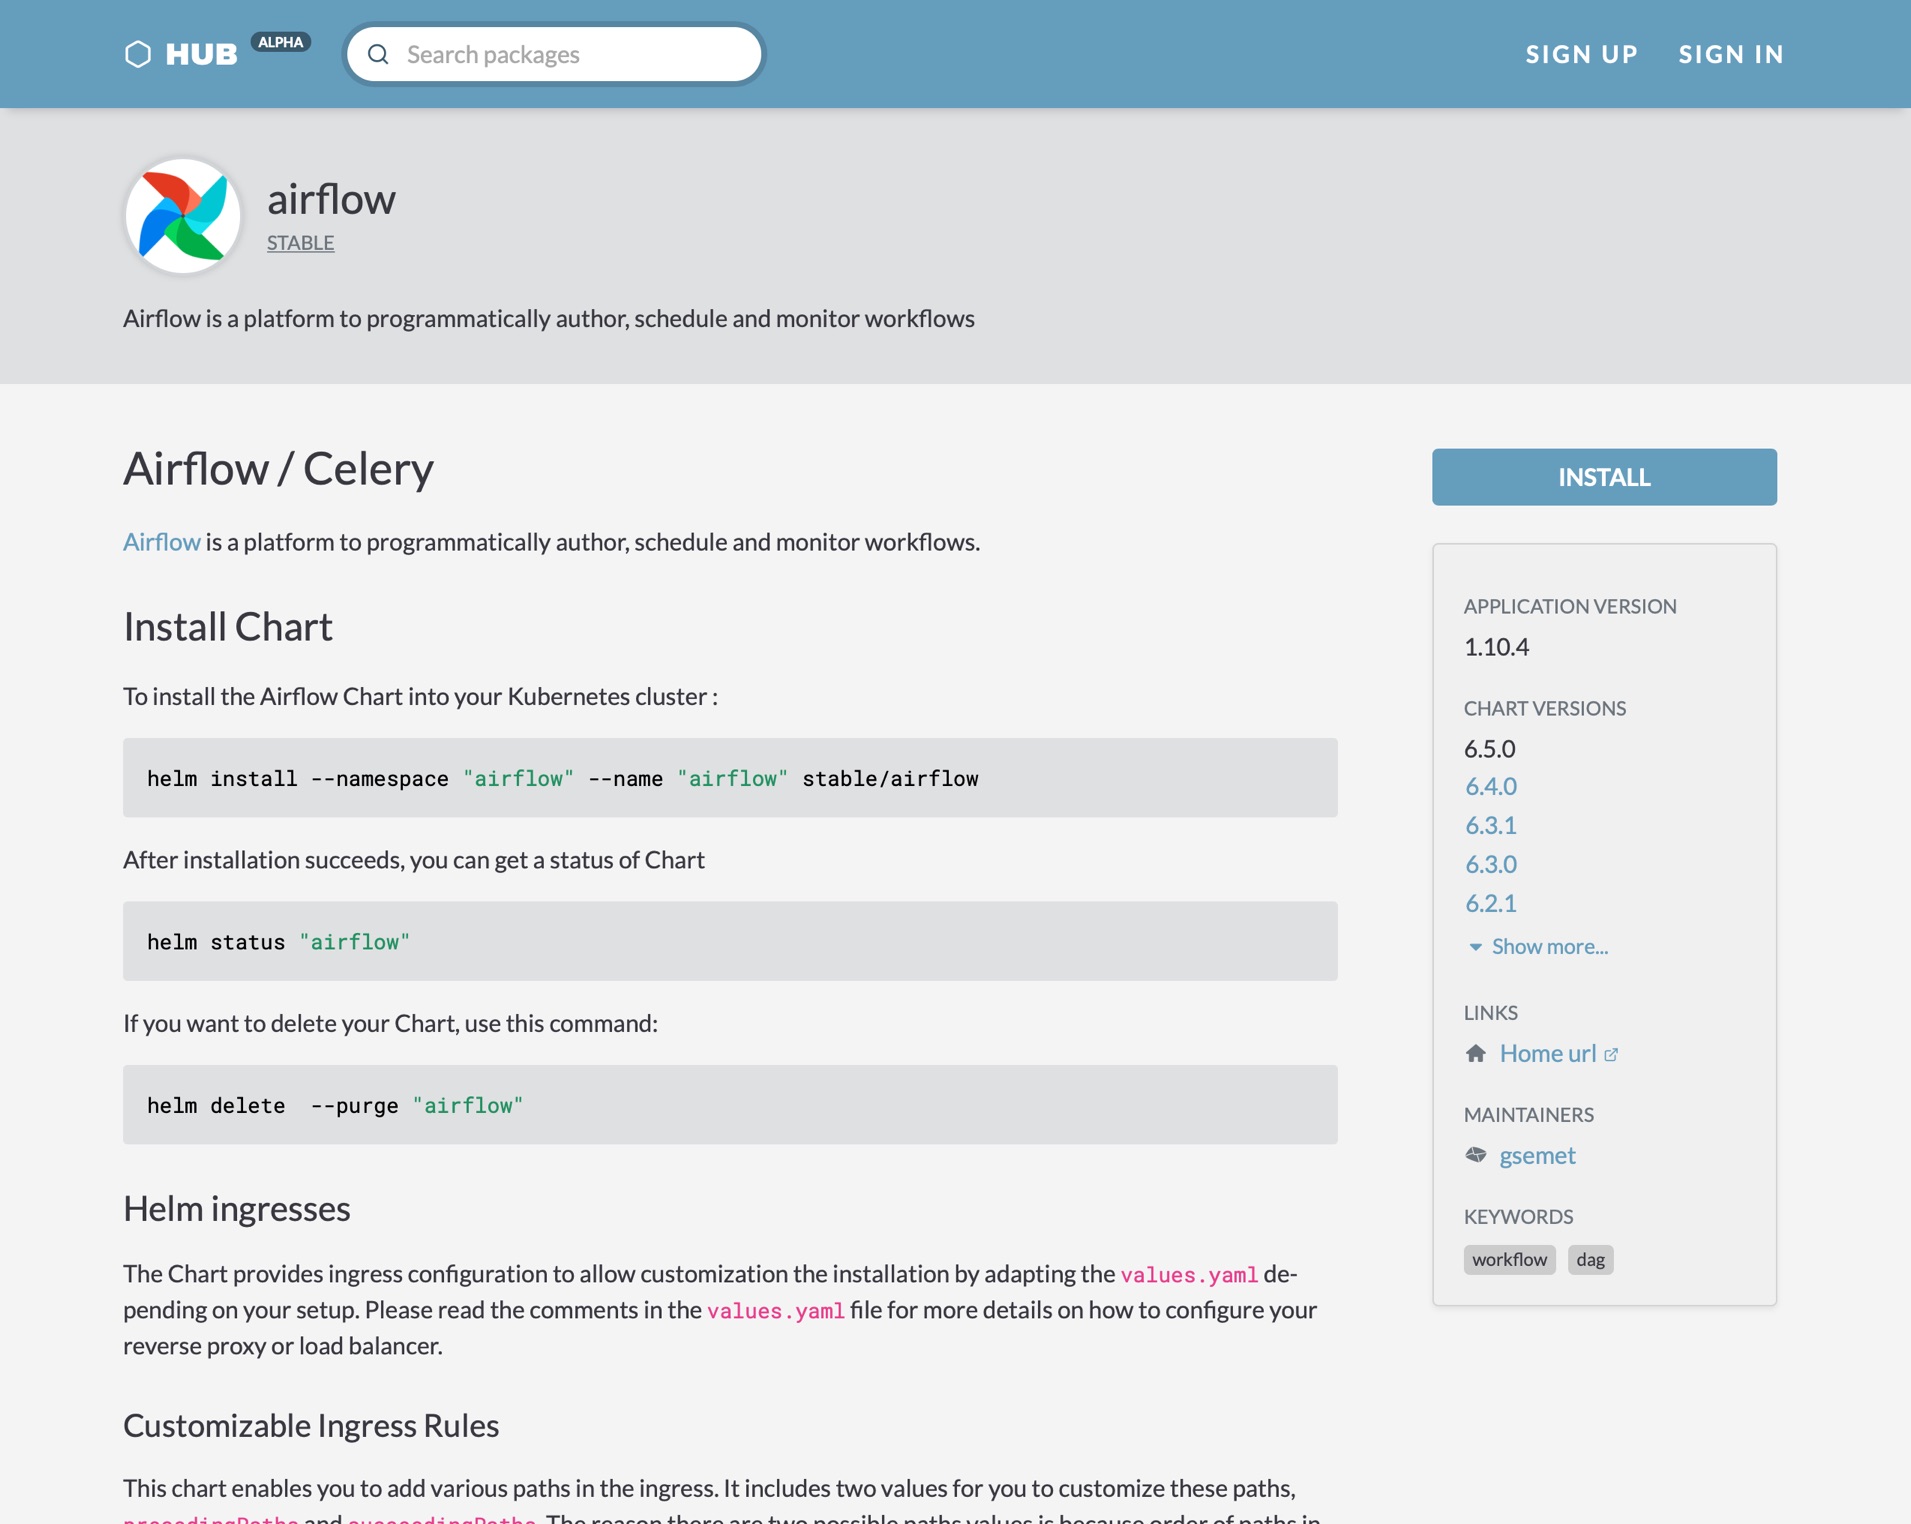 HUB ALPHA
Search packages
SIGN UP
SIGN IN
airflow
STABLE
Airflow is a platform to programmatically author, schedule and monitor workflows
Airflow / Celery
Airflow is a platform to programmatically author, schedule and monitor workflows.
Install Chart
To install the Airflow Chart into your Kubernetes cluster :
helm install --namespace "airflow" --name "airflow" stable/airflow
After installation succeeds, you can get a status of Chart
helm status "airflow"
If you want to delete your Chart, use this command:
helm delete  --purge "airflow"
Helm ingresses
The Chart provides ingress configuration to allow customization the installation by adapting the values.yaml de-
pending on your setup. Please read the comments in the values.yaml file for more details on how to configure your
reverse proxy or load balancer.
Customizable Ingress Rules
This chart enables you to add various paths in the ingress. It includes two values for you to customize these paths,
precedingPaths and succeedingPaths. The reason there are two possible paths values is because order of paths in
INSTALL
APPLICATION VERSION
1.10.4
CHART VERSIONS
6.5.0
6.4.0
6.3.1
6.3.0
6.2.1
Show more...
LINKS
Home url
MAINTAINERS
gsemet
KEYWORDS
workflow
dag